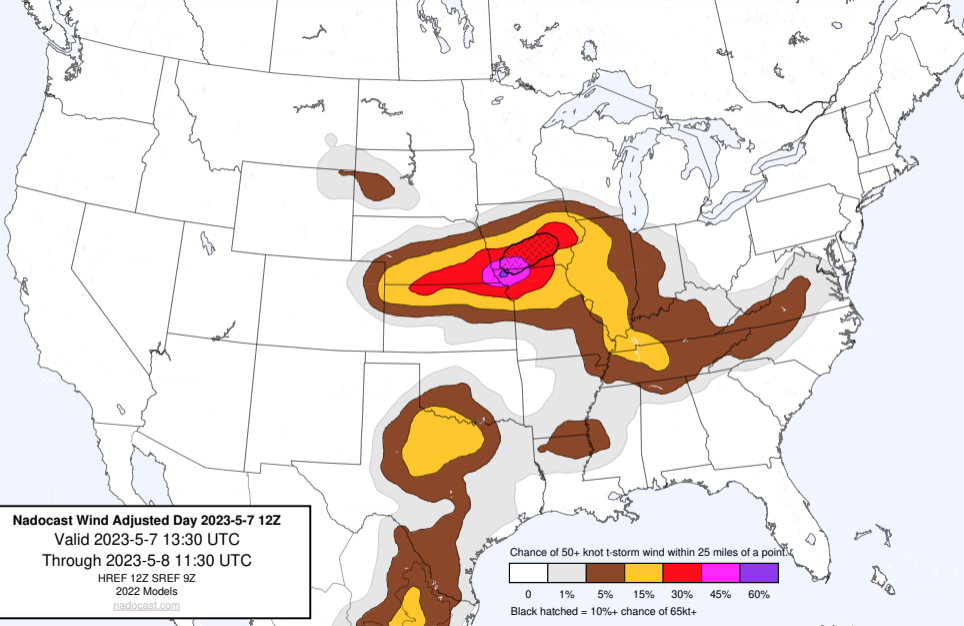 Nadocast Wind Adjusted Day 2023-5-7 12Z
Valid 2023-5-7 13:30 UTC
Through 2023-5-8 11:30 UTC
HREF 12Z SREF 9Z
2022 Models
nadocast.com
Chance of 50+ knot t-storm wind within 25 miles of a point.
0 1% 5% 15% 30% 45% 60%
Black hatched = 10%+ chance of 65kt+